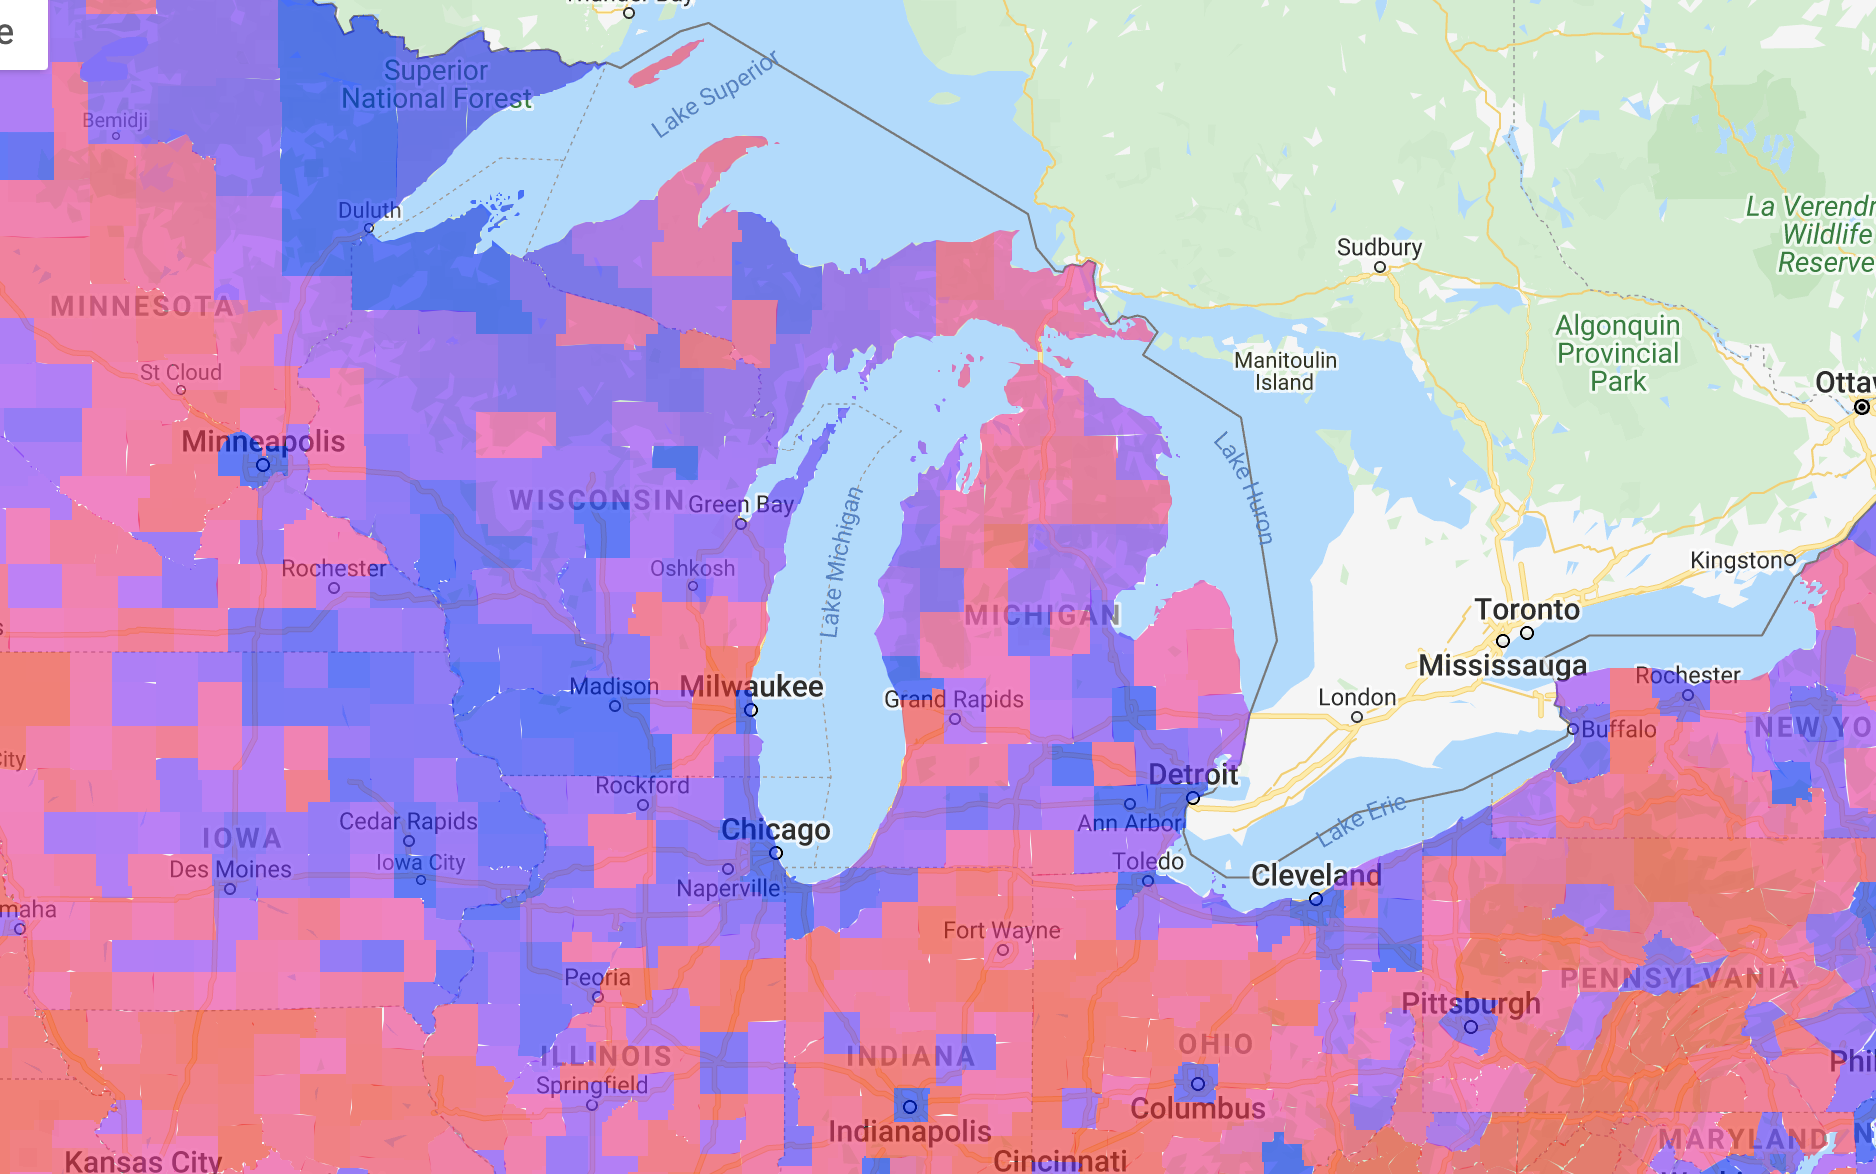 e
Superior
National Forest
Lake Superior
Bemidji
Duluth
MINNESOTA
St Cloud
Minneapolis
Rochester
WISCONSIN
Green Bay
Oshkosh
Lake Michigan
Madison
Milwaukee
Rockford
Chicago
Naperville
IOWA
Cedar Rapids
Iowa City
Des Moines
City
maha
Peoria
ILLINOIS
Springfield
Kansas City
MICHIGAN
Grand Rapids
Detroit
Ann Arbor
Toledo
Fort Wayne
INDIANA
Indianapolis
OHIO
Columbus
Cincinnati
Cleveland
Lake Erie
Lake Huron
Manitoulin
Island
Sudbury
La Verendr
Wildlife
Reserve
Algonquin
Provincial
Park
Ottaw
Kingston
Toronto
Mississauga
London
Rochester
Buffalo
NEW YO
PENNSYLVANIA
Pittsburgh
Phil
MARYLAND
N